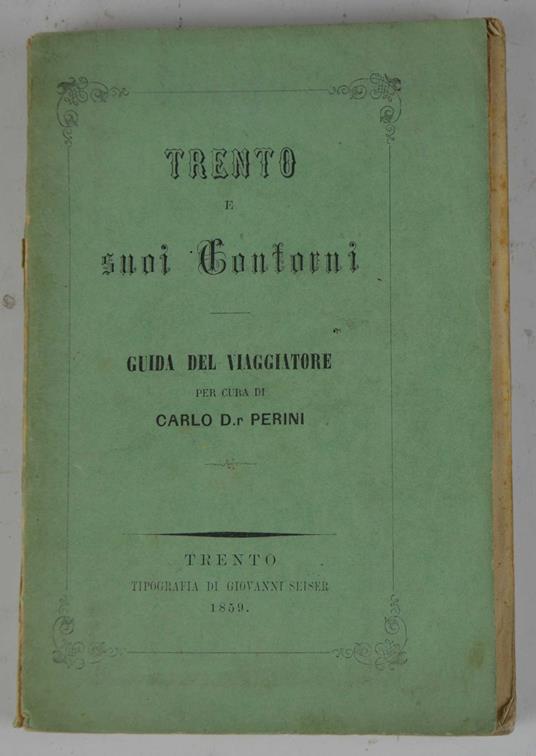 TRENTO
E
suoi Contorni
GUIDA DEL VIAGGIATORE
PER CURA DI
CARLO D.r PERINI
TRENTO
TIPOGRAFIA DI GIOVANNI SEISER
1859.